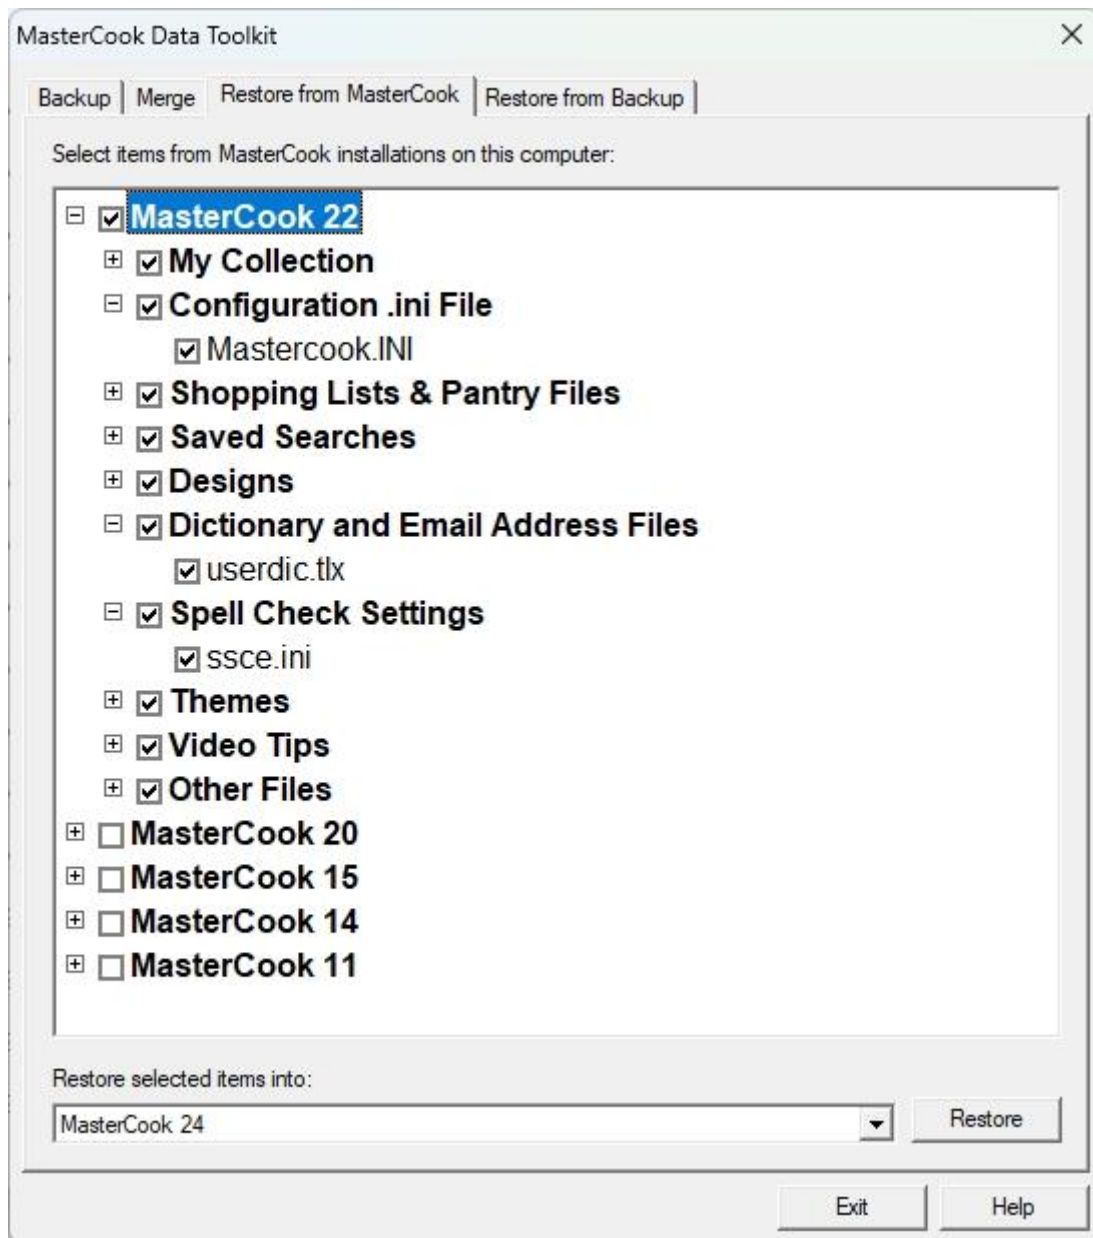 MasterCook Data Toolkit
Backup Merge Restore from MasterCook Restore from Backup
Select items from MasterCook installations on this computer:
MasterCook 22
My Collection
Configuration .ini File
Mastercook.INI
Shopping Lists & Pantry Files
Saved Searches
Designs
Dictionary and Email Address Files
userdic.tlx
Spell Check Settings
ssce.ini
Themes
Video Tips
Other Files
MasterCook 20
MasterCook 15
MasterCook 14
MasterCook 11
Restore selected items into:
MasterCook 24 Restore
Exit Help